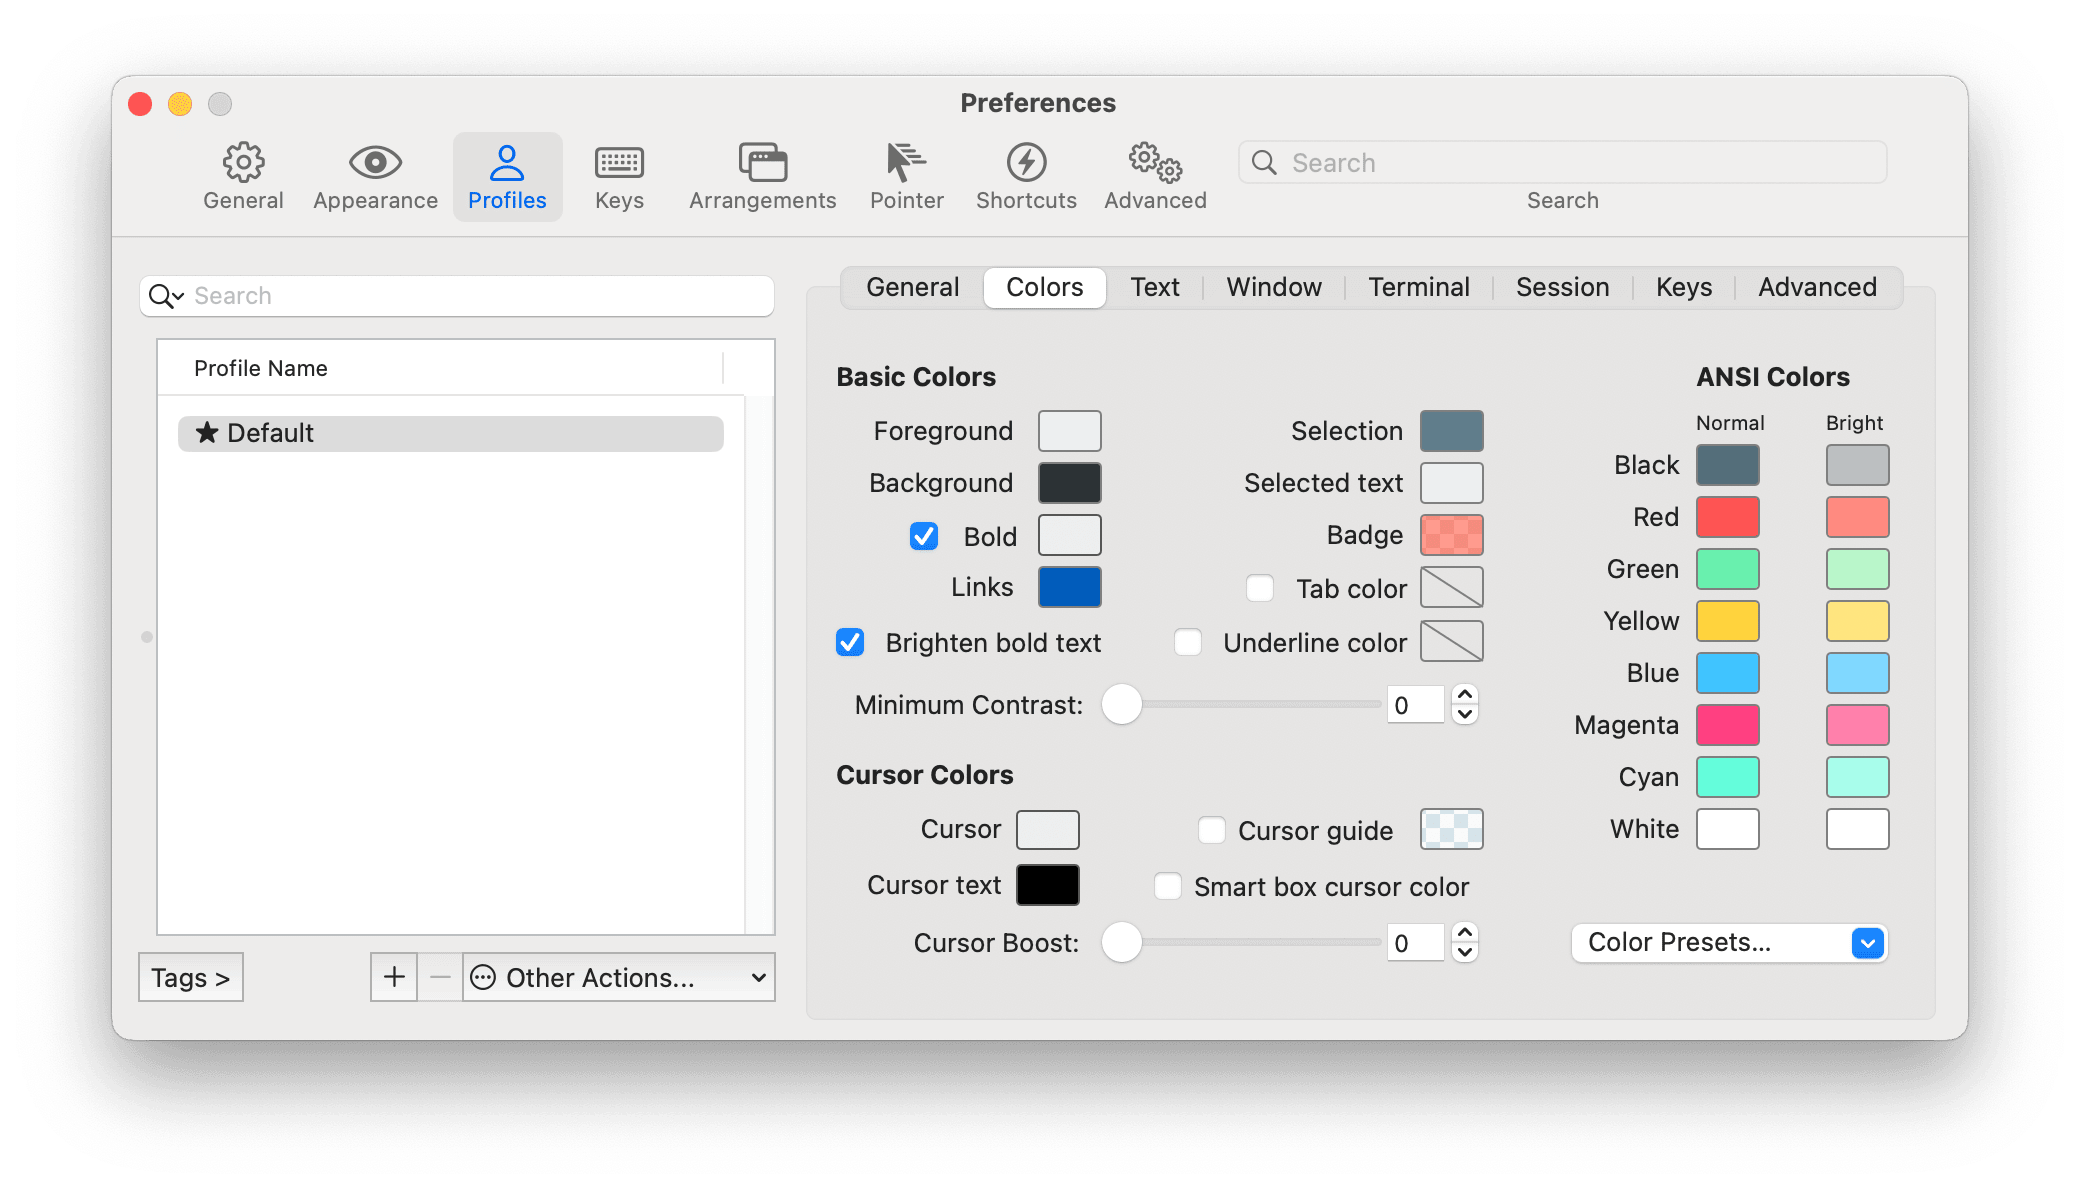 Preferences
General
Appearance
Profiles
Keys
Arrangements
Pointer
Shortcuts
Advanced
Search
Search
Search
Profile Name
★ Default
Tags >
+
−
Other Actions...
General
Colors
Text
Window
Terminal
Session
Keys
Advanced
Basic Colors
Foreground
Background
Bold
Links
Brighten bold text
Selection
Selected text
Badge
Tab color
Underline color
Minimum Contrast:
0
Cursor Colors
Cursor
Cursor text
Cursor guide
Smart box cursor color
Cursor Boost:
0
ANSI Colors
Normal
Bright
Black
Red
Green
Yellow
Blue
Magenta
Cyan
White
Color Presets...